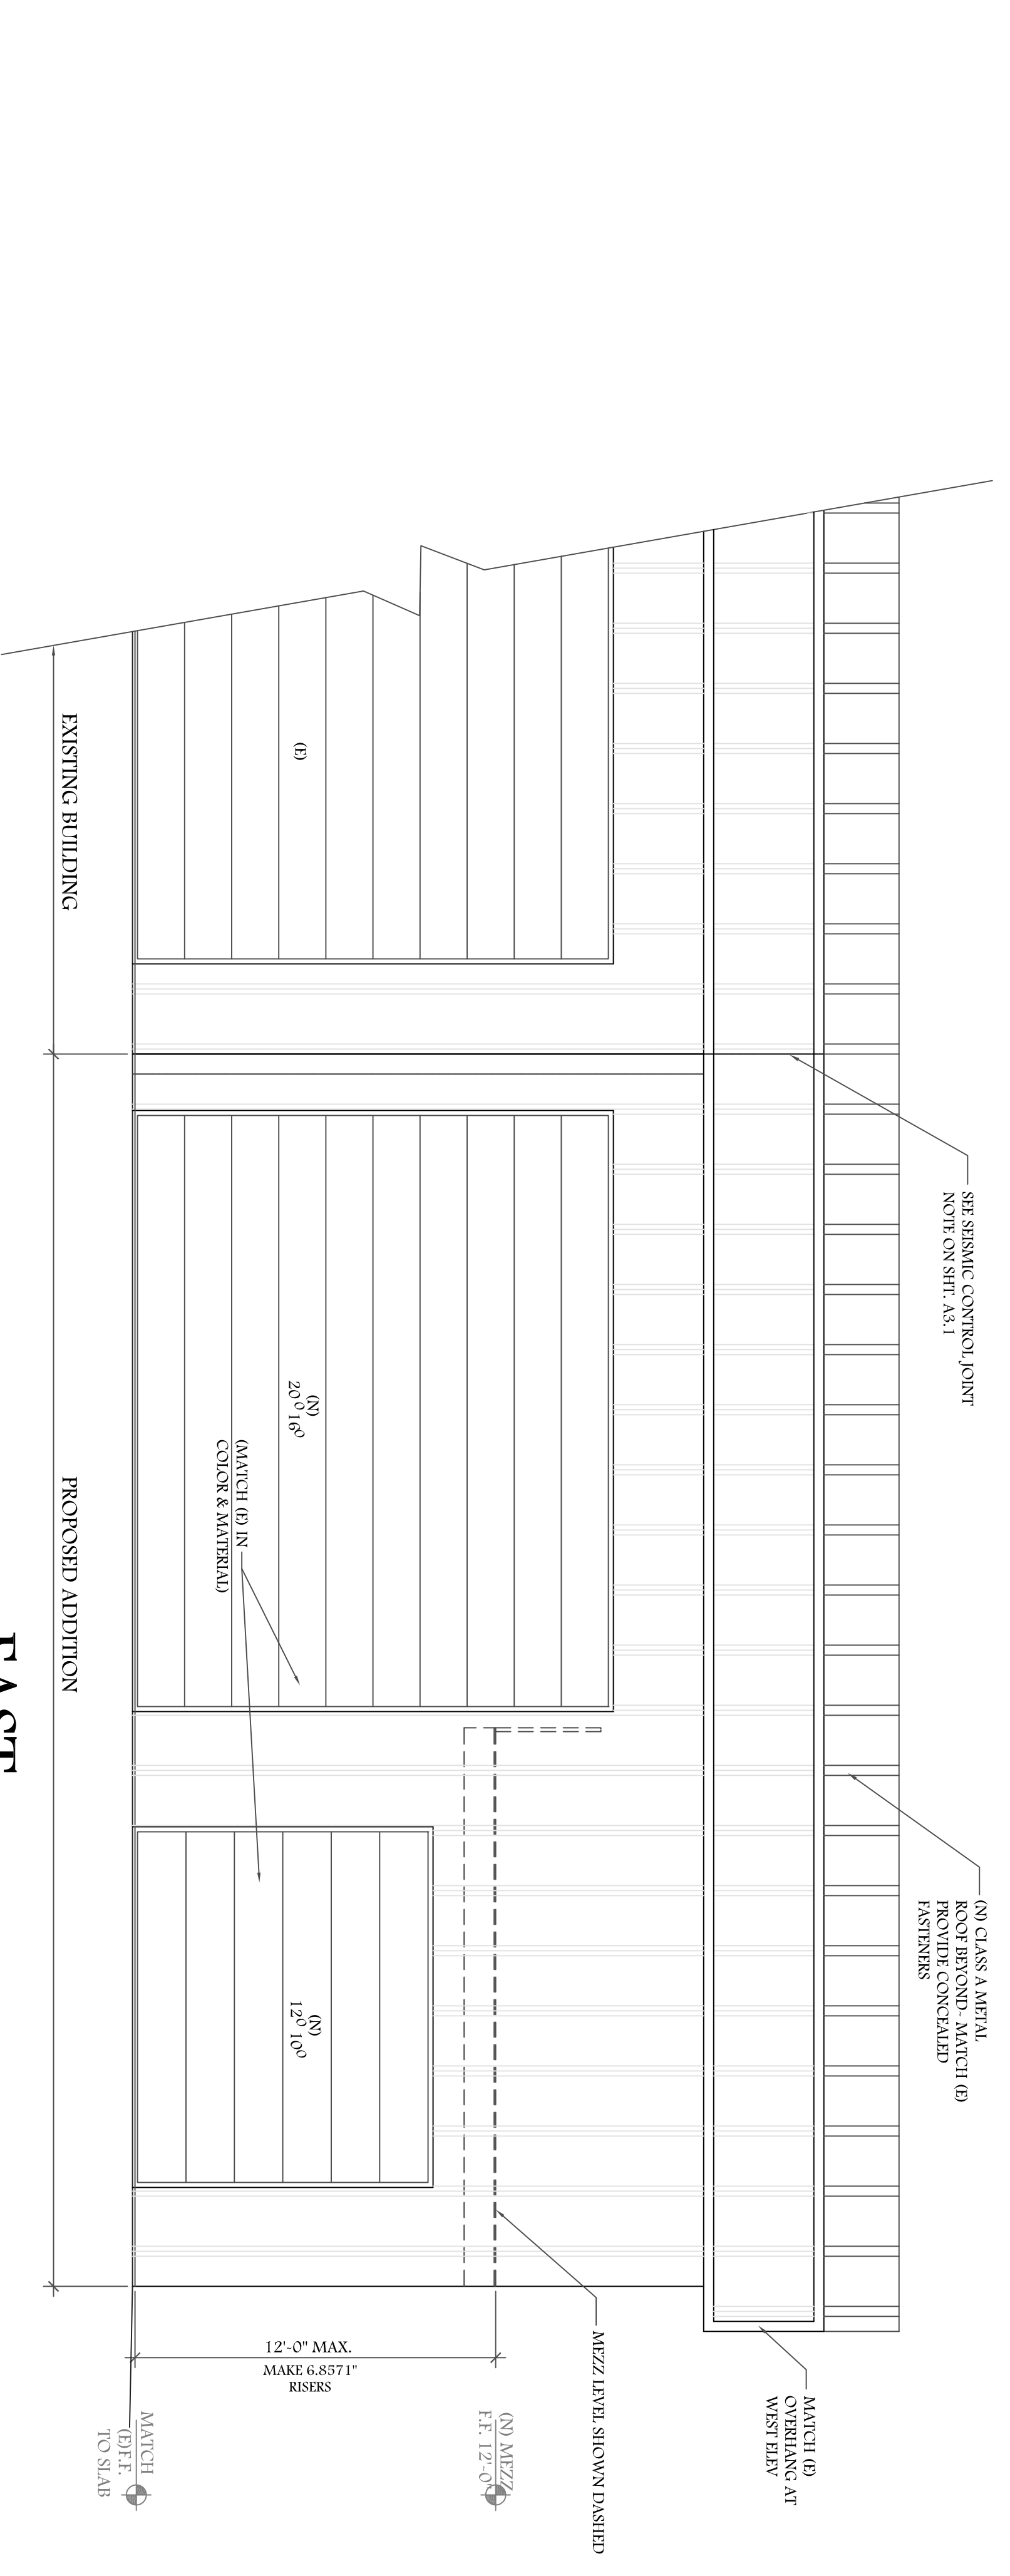 SEE SEISMIC CONTROL JOINT
NOTE ON SHT. A3.1
(N) CLASS A METAL
ROOF BEYOND - MATCH (E)
PROVIDE CONCEALED
FASTENERS
MATCH (E)
OVERHANG AT
WEST ELEV
MEZZ LEVEL SHOWN DASHED
(N) MEZZ
F.F. 12'-0"
(E)
(N)
20⁰ 16⁰
(N)
12⁰ 10⁰
(MATCH (E) IN
COLOR & MATERIAL)
12'-0" MAX.
MAKE 6.8571"
RISERS
MATCH
(E)F.F.
TO SLAB
EXISTING BUILDING
PROPOSED ADDITION
EAST